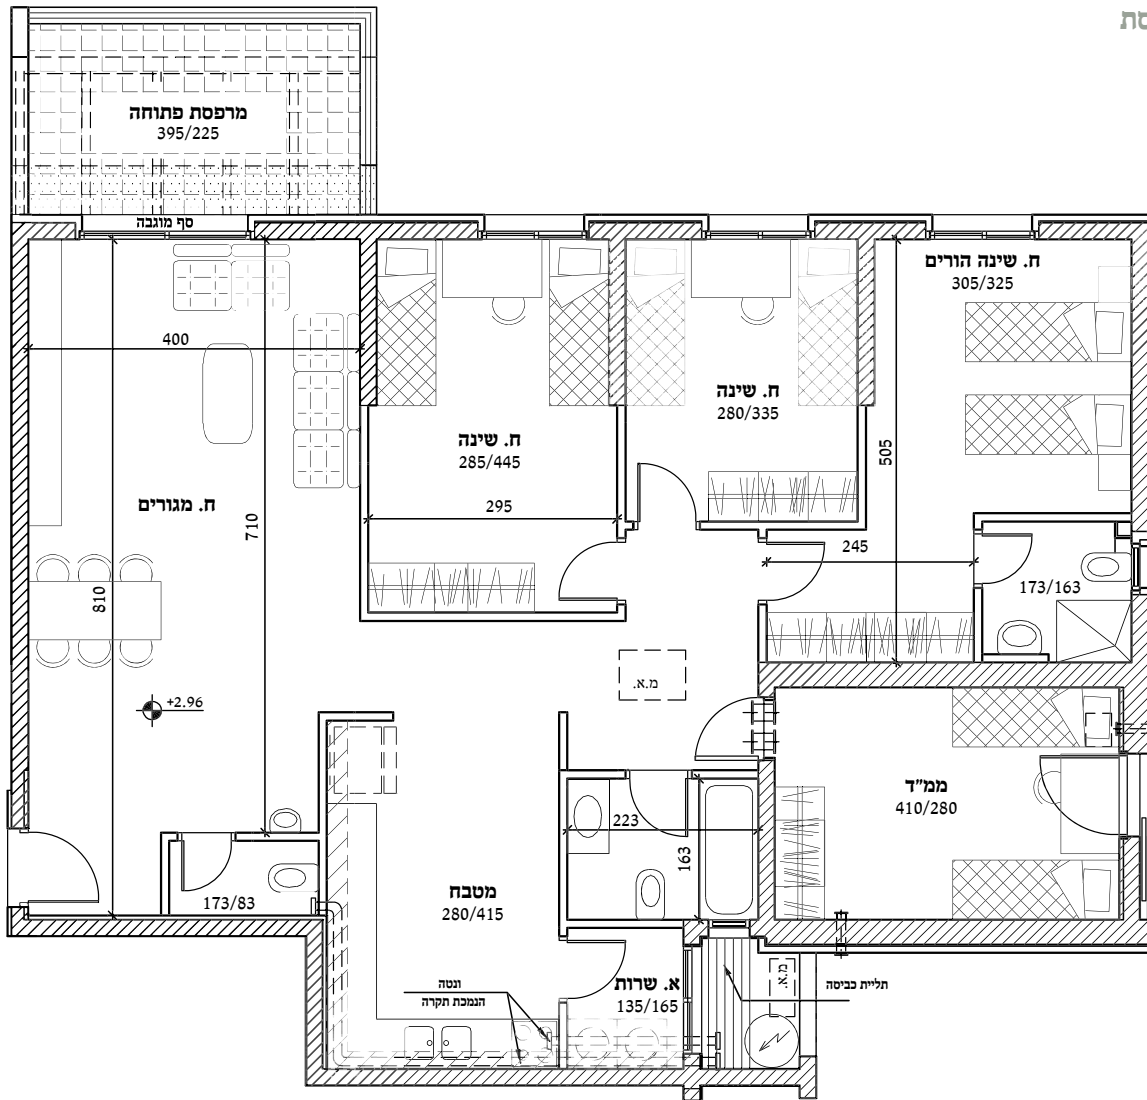 סת
מרפסת פתוחה
395/225
סף מוגבה
ח. שינה הורים
305/325
400
ח. שינה
280/335
ח. שינה
285/445
505
ח. מגורים
295
710
245
173/163
810
מ.א.
+2.96
ממ"ד
410/280
223
163
מטבח
280/415
173/83
א. שרות
135/165
מ.א.
תליית כביסה
ונטה
הנמכת תקרה